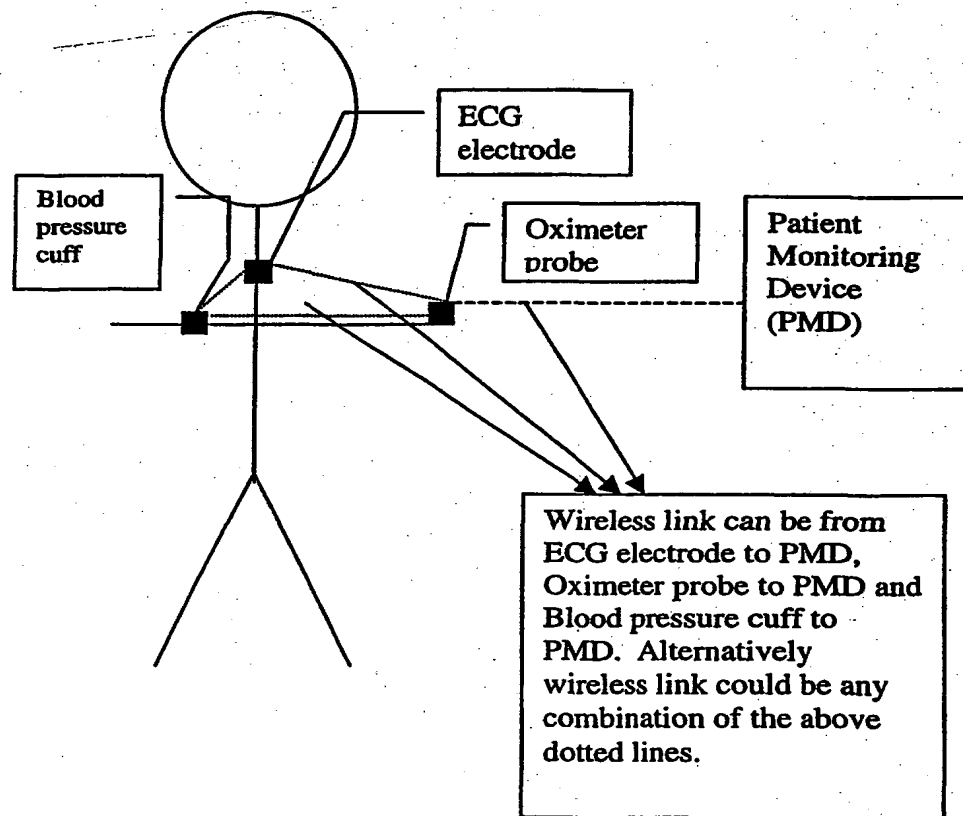 ECG
electrode
Blood
pressure
cuff
Oximeter
probe
Patient
Monitoring
Device
(PMD)
Wireless link can be from
ECG electrode to PMD,
Oximeter probe to PMD and
Blood pressure cuff to
PMD. Alternatively
wireless link could be any
combination of the above
dotted lines.